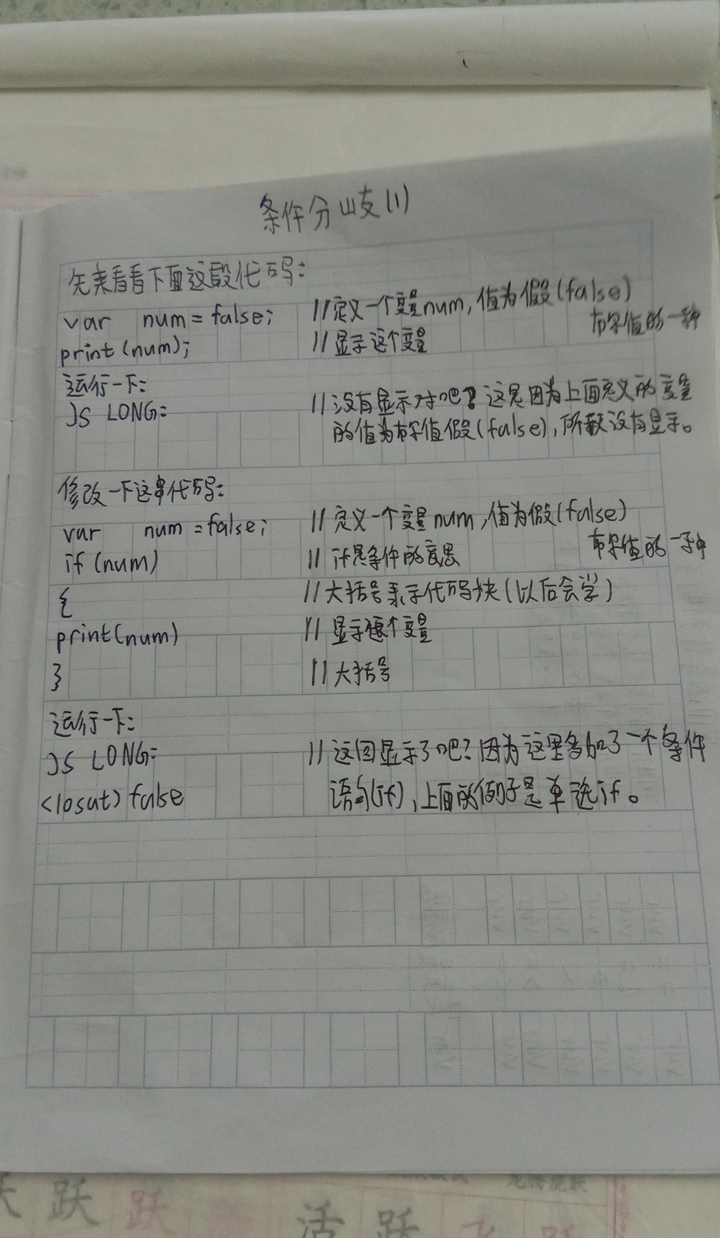 条件分岐(1)
先来看看下面这段代码:
var num = false; //定义一个变量num,值为假(false)
布尔值的一种
print(num); //显示这个变量
运行一下:
JS LONG: //没有显示对吧?这是因为上面定义的变量
的值为布尔值假(false),所以没有显示。
修改一下这串代码:
var num = false; //定义一个变量num,值为假(false)
布尔值的一种
if(num) //if是条件的意思
{ //大括号表示代码块(以后会学)
print(num) //显示这个变量
} //大括号
运行一下:
JS LONG: //这回显示了吧?因为这里多加了一个条件
<losat>false 语句(if),上面的例子是单选if。
跃
活 跃